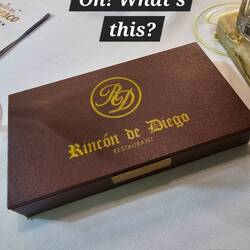 Oh! What's
this?
RD
Rincón de Diego
RESTAURANT